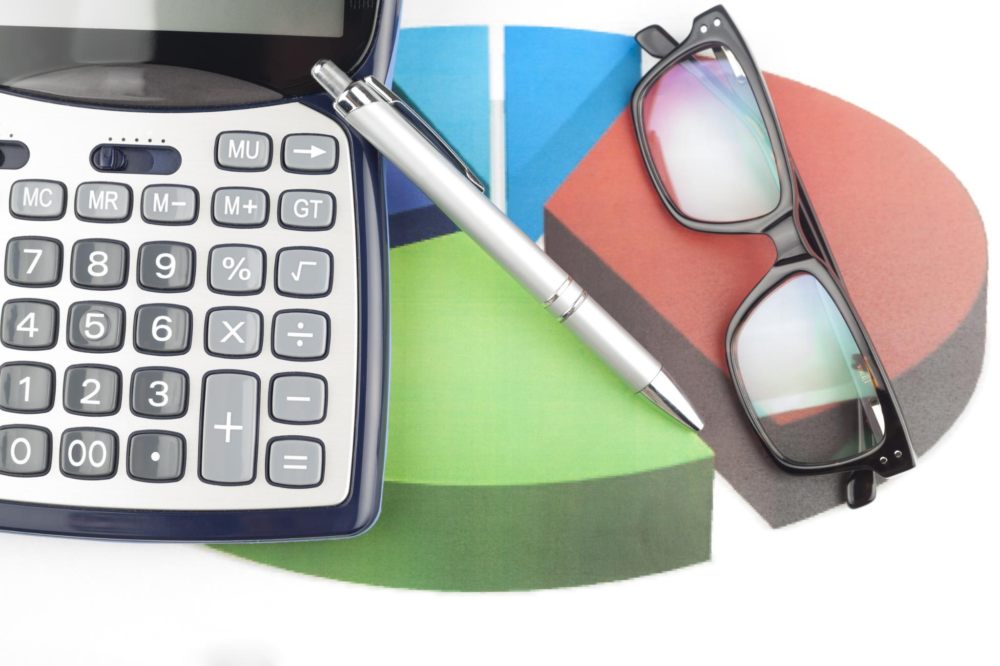 MU →
MC MR M− M+ GT
7 8 9 % √
4 5 6 X ÷
1 2 3 −
0 00 . + =